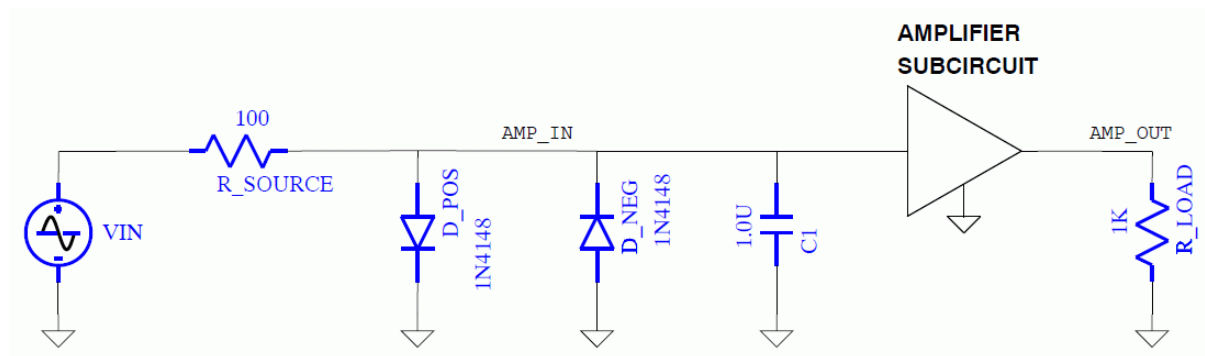 AMPLIFIER
SUBCIRCUIT
100
AMP_IN
AMP_OUT
R_SOURCE
VIN
D_POS
1N4148
D_NEG
1N4148
1.0U
C1
1K
R_LOAD